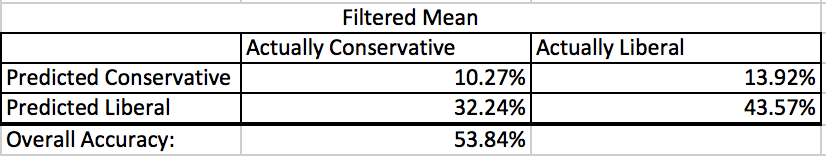 Filtered Mean
Actually Conservative Actually Liberal
Predicted Conservative 10.27% 13.92%
Predicted Liberal 32.24% 43.57%
Overall Accuracy: 53.84%